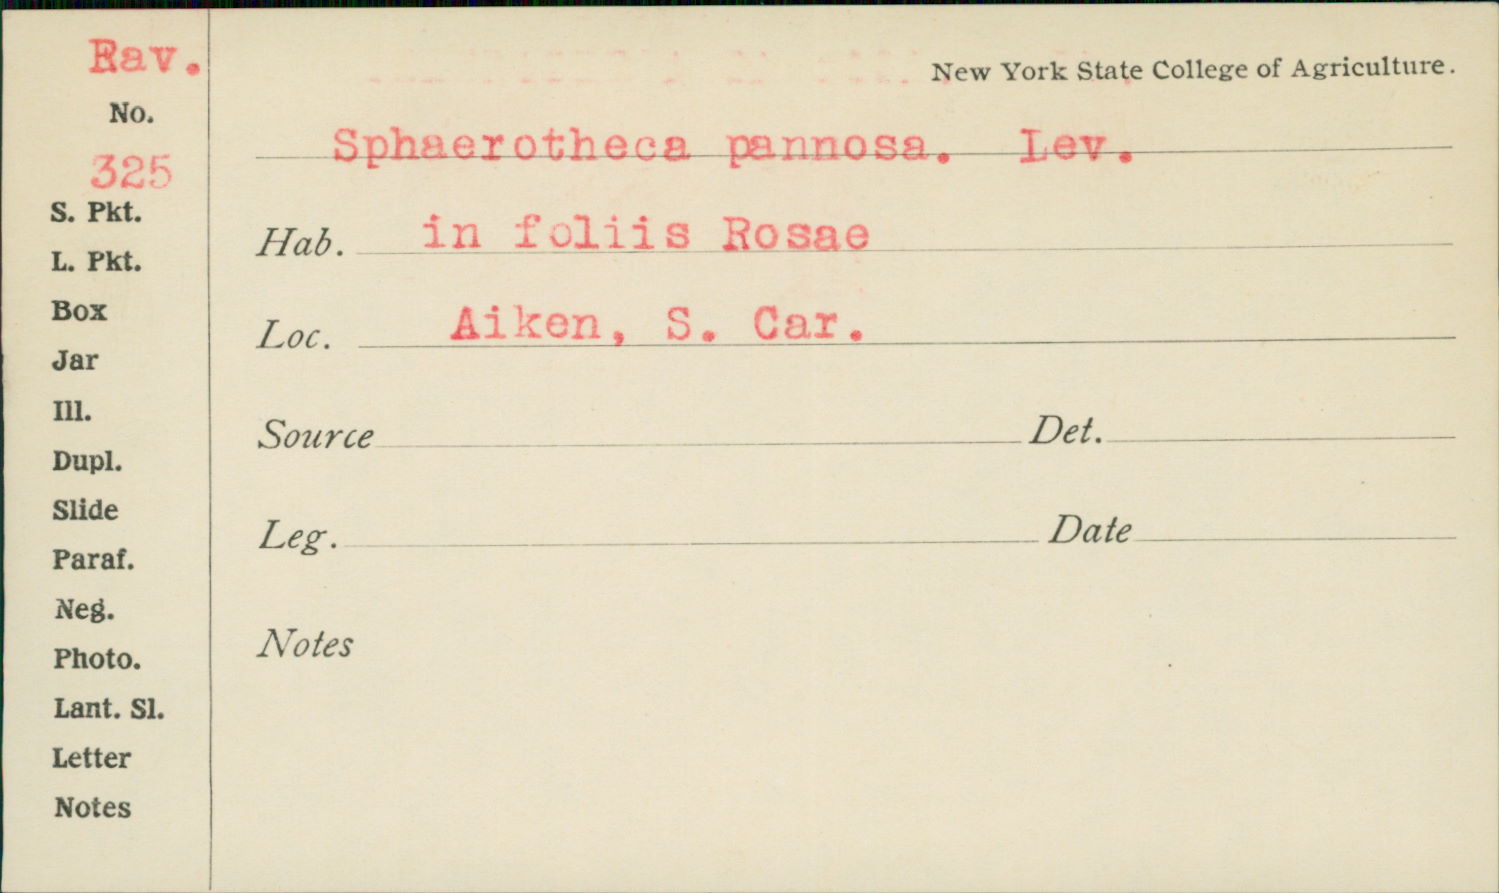 Rav.
No.
325
S. Pkt.
L. Pkt.
Box
Jar
Ill.
Dupl.
Slide
Paraf.
Neg.
Photo.
Lant. Sl.
Letter
Notes
New York State College of Agriculture.
Sphaerotheca pannosa. Lev.
Hab. in foliis Rosae
Loc. Aiken, S. Car.
Source Det.
Leg. Date
Notes